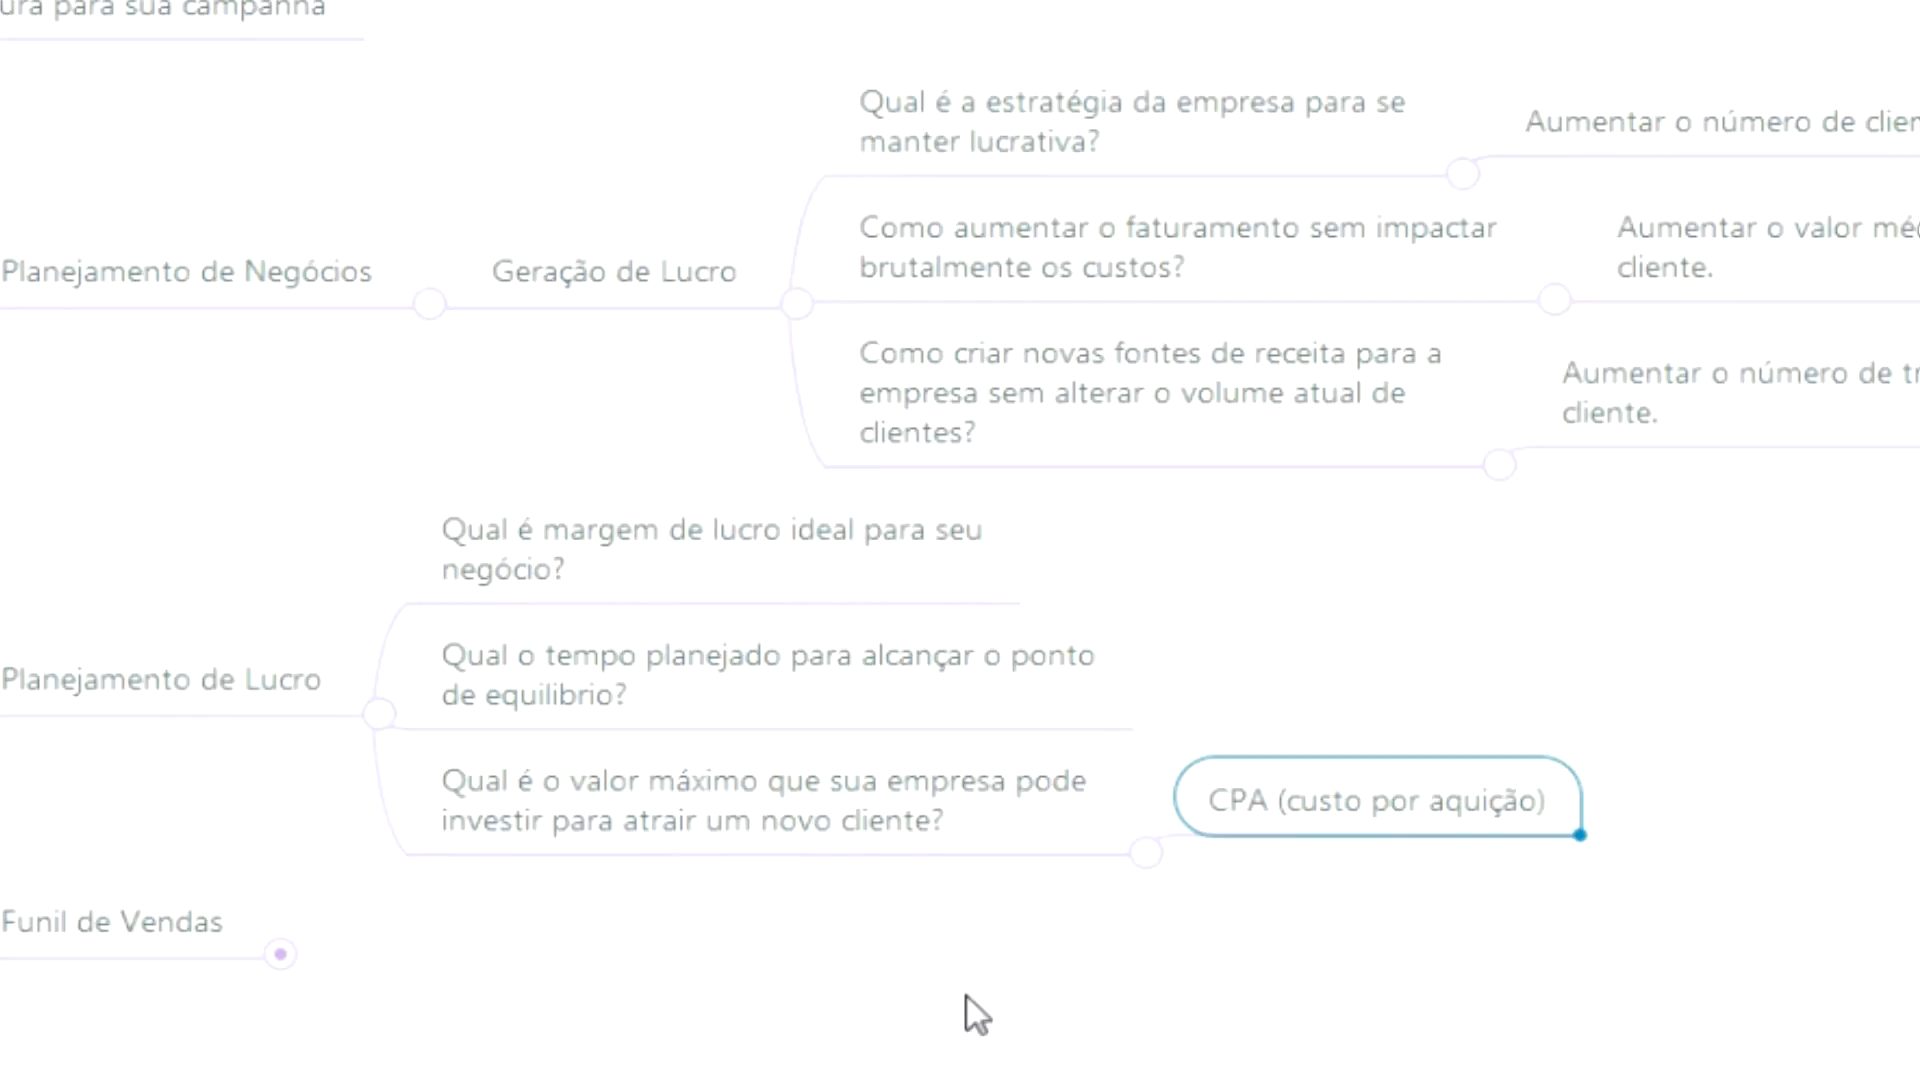 ura para sua campanha
Qual é a estratégia da empresa para se
manter lucrativa?
Aumentar o número de clien
Como aumentar o faturamento sem impactar
brutalmente os custos?
Aumentar o valor méd
cliente.
Planejamento de Negócios
Geração de Lucro
Como criar novas fontes de receita para a
empresa sem alterar o volume atual de
clientes?
Aumentar o número de tr
cliente.
Qual é margem de lucro ideal para seu
negócio?
Planejamento de Lucro
Qual o tempo planejado para alcançar o ponto
de equilibrio?
Qual é o valor máximo que sua empresa pode
investir para atrair um novo cliente?
CPA (custo por aquição)
Funil de Vendas